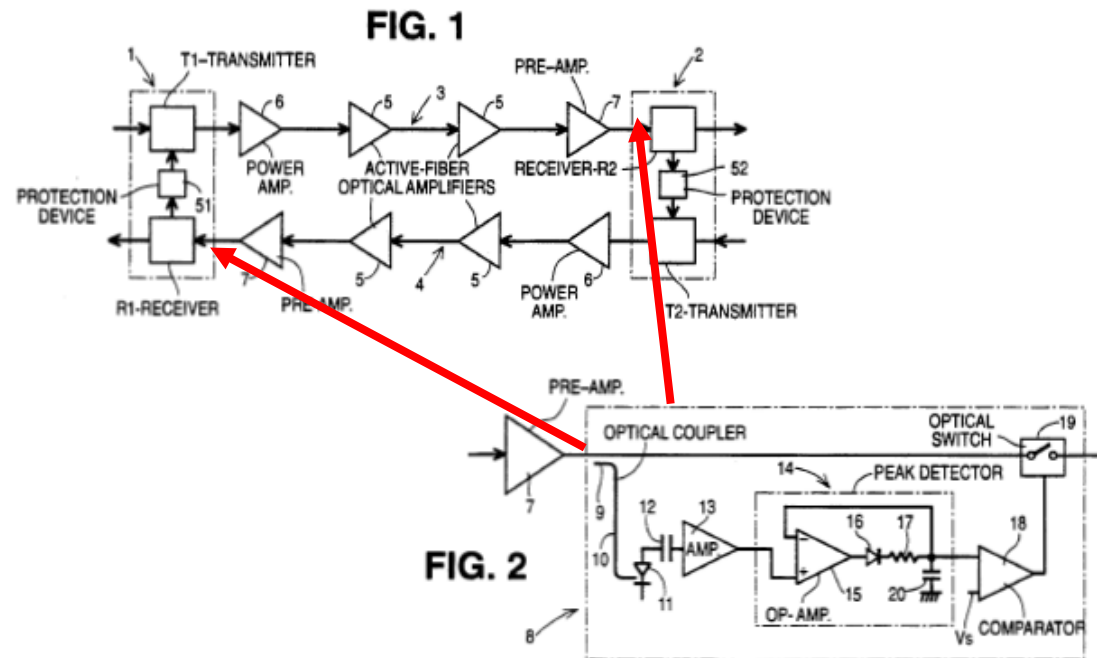 FIG. 1
1
T1-TRANSMITTER
PRE-AMP.
2
6
5
3
5
7
POWER
AMP.
ACTIVE-FIBER
OPTICAL AMPLIFIERS
RECEIVER-R2
52
PROTECTION
DEVICE
51
PROTECTION
DEVICE
7
5
4
5
6
R1-RECEIVER
PRE-AMP.
POWER
AMP.
T2-TRANSMITTER
PRE-AMP.
OPTICAL COUPLER
OPTICAL
SWITCH
19
7
14
PEAK DETECTOR
9
12
13
16
17
18
10
AMP.
−
+
FIG. 2
11
15
20
OP-AMP.
Vs
COMPARATOR
8